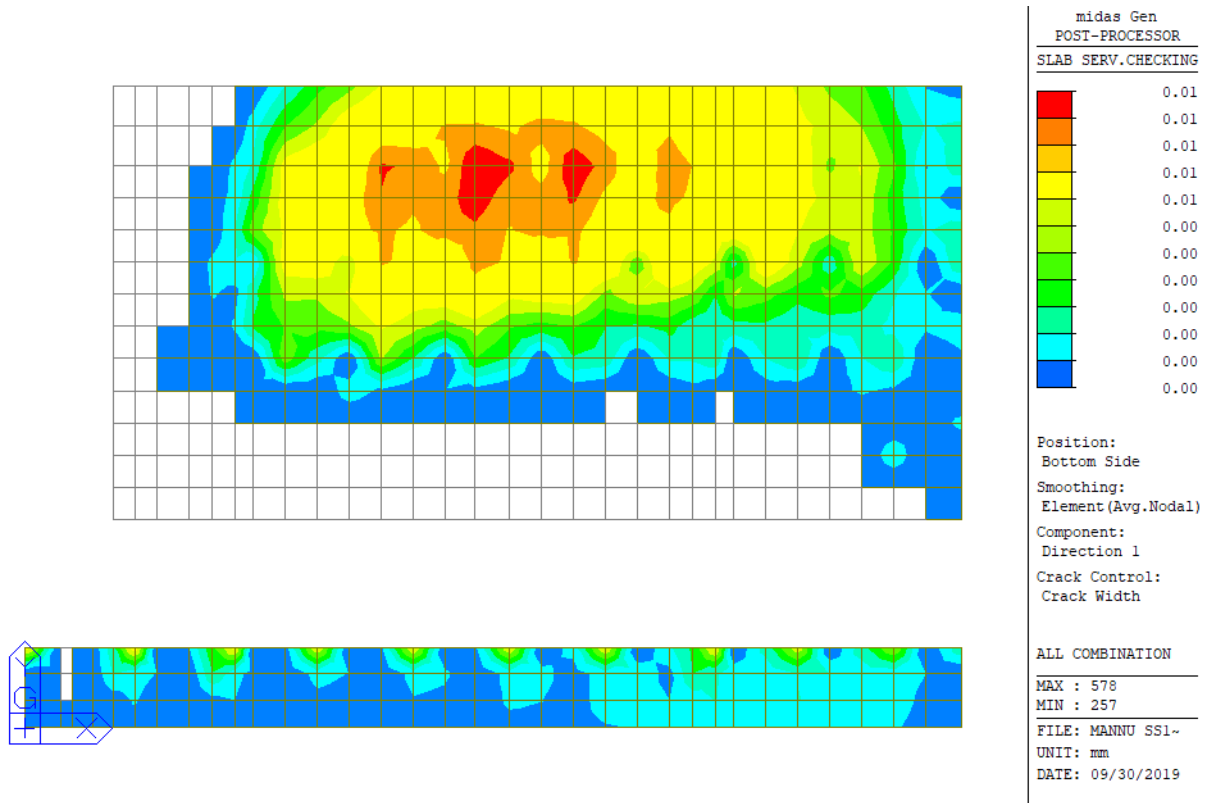 midas Gen
POST-PROCESSOR
SLAB SERV.CHECKING
0.01
0.01
0.01
0.01
0.01
0.00
0.00
0.00
0.00
0.00
0.00
0.00
Position:
Bottom Side
Smoothing:
Element(Avg.Nodal)
Component:
Direction 1
Crack Control:
Crack Width
ALL COMBINATION
MAX : 578
MIN : 257
FILE: MANNU SS1~
UNIT: mm
DATE: 09/30/2019
Y
G
X